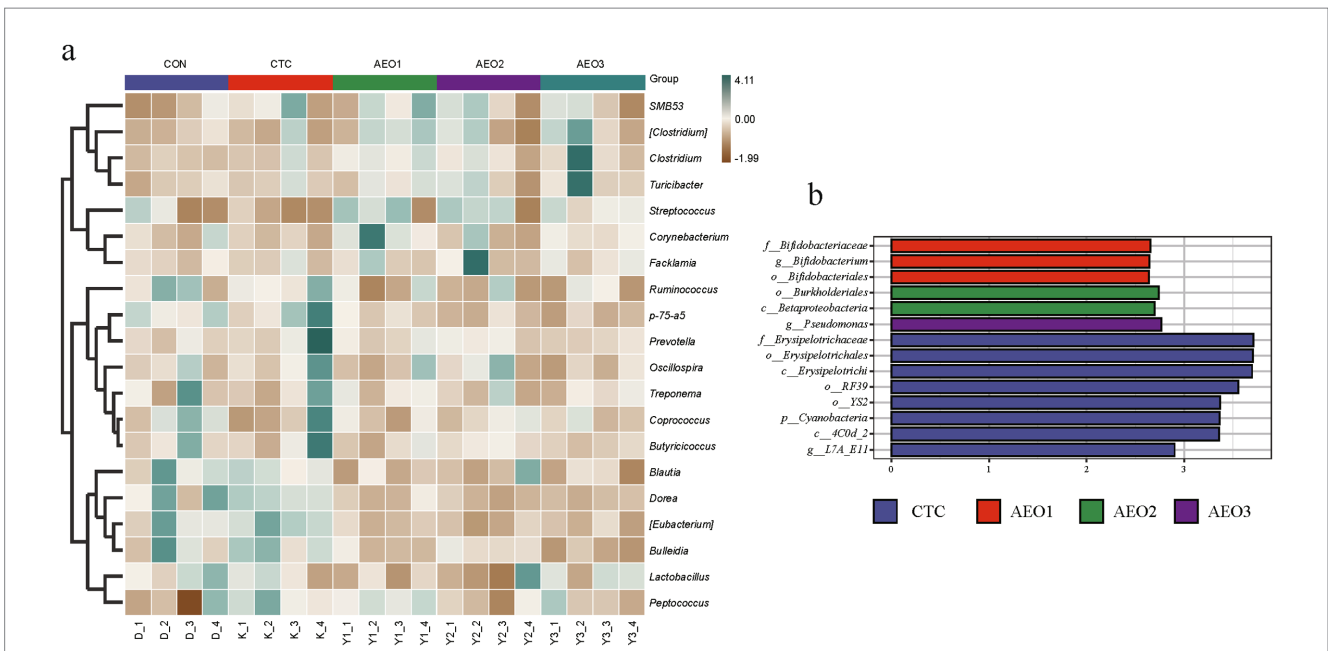 a
CON CTC AEO1 AEO2 AEO3
Group
4.11
0.00
-1.99
SMB53
[Clostridium]
Clostridium
Turicibacter
Streptococcus
Corynebacterium
Facklamia
Ruminococcus
p-75-a5
Prevotella
Oscillospira
Treponema
Coprococcus
Butyricicoccus
Blautia
Dorea
[Eubacterium]
Bulleidia
Lactobacillus
Peptococcus
D_1 D_2 D_3 D_4 K_1 K_2 K_3 K_4 Y1_1 Y1_2 Y1_3 Y1_4 Y2_1 Y2_2 Y2_3 Y2_4 Y3_1 Y3_2 Y3_3 Y3_4
b
f__Bifidobacteriaceae
g__Bifidobacterium
o__Bifidobacteriales
o__Burkholderiales
c__Betaproteobacteria
g__Pseudomonas
f__Erysipelotrichaceae
o__Erysipelotrichales
c__Erysipelotrichi
o__RF39
o__YS2
p__Cyanobacteria
c__4C0d_2
g__L7A_E11
0 1 2 3
CTC AEO1 AEO2 AEO3